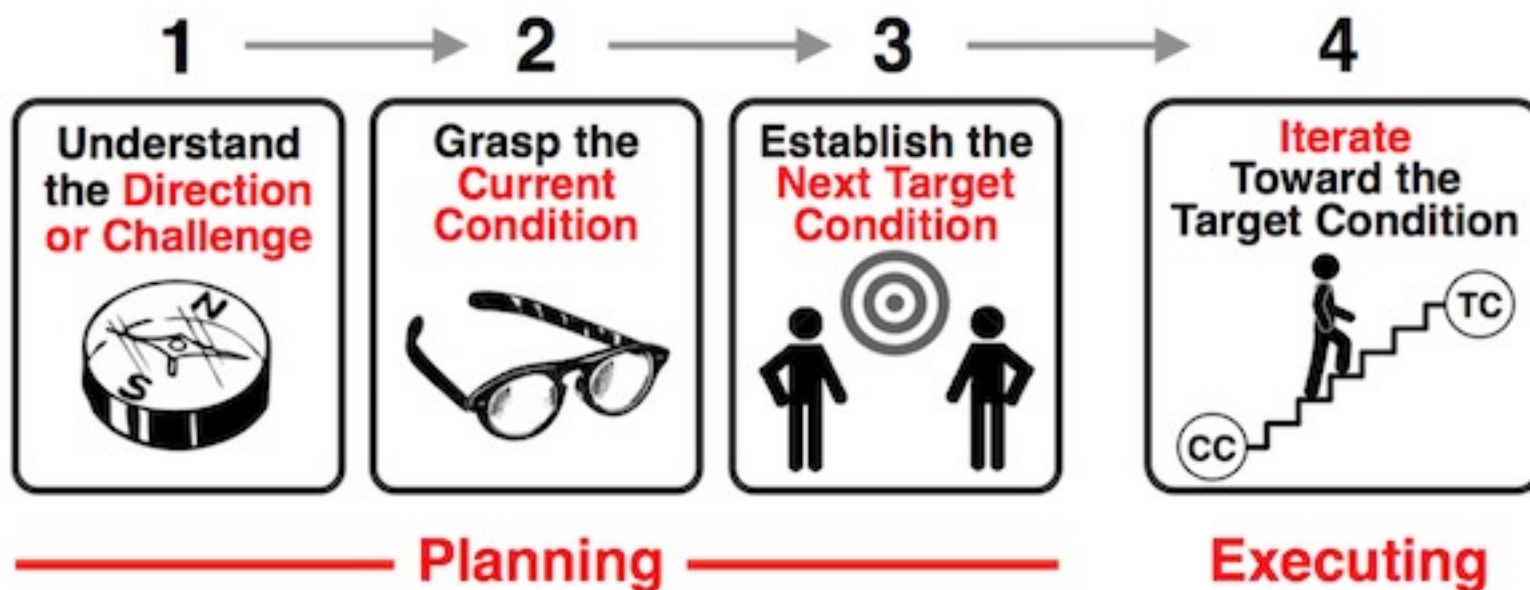 1
2
3
4
Understand
the Direction
or Challenge
N
S
Grasp the
Current
Condition
Establish the
Next Target
Condition
Iterate
Toward the
Target Condition
TC
CC
Planning
Executing